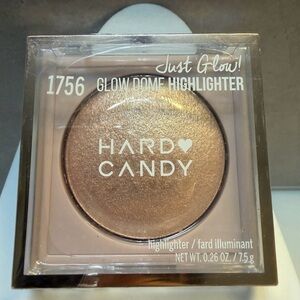 Just Glow!
1756 GLOW DOME HIGHLIGHTER
HARD♥
CANDY
highlighter / fard illuminant
NET WT. 0.26 OZ. / 7.5 g